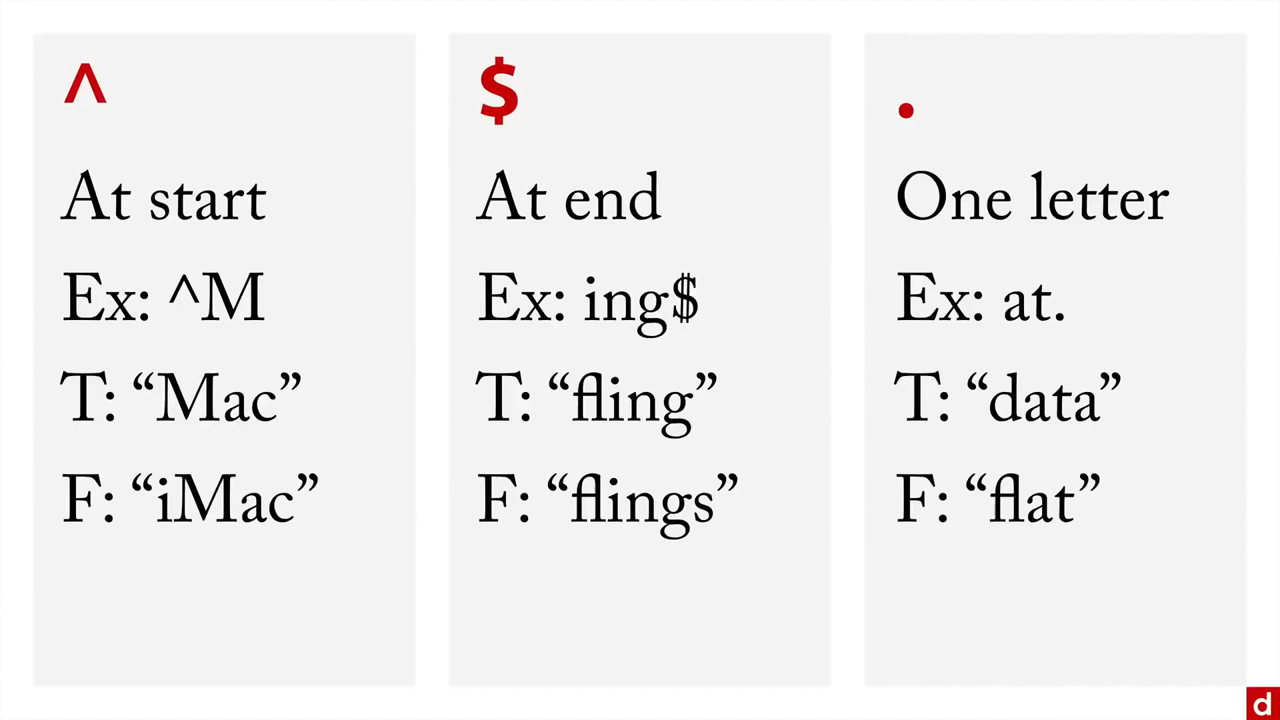 ^
At start
Ex: ^M
T: “Mac”
F: “iMac”
$
At end
Ex: ing$
T: “fling”
F: “flings”
.
One letter
Ex: at.
T: “data”
F: “flat”
d